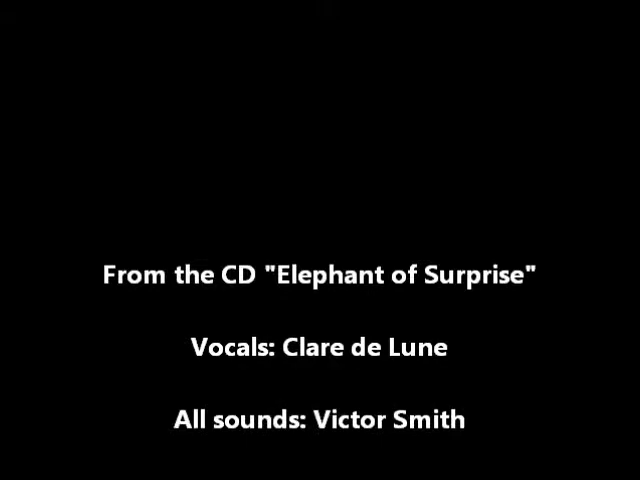 From the CD "Elephant of Surprise"
Vocals: Clare de Lune
All sounds: Victor Smith